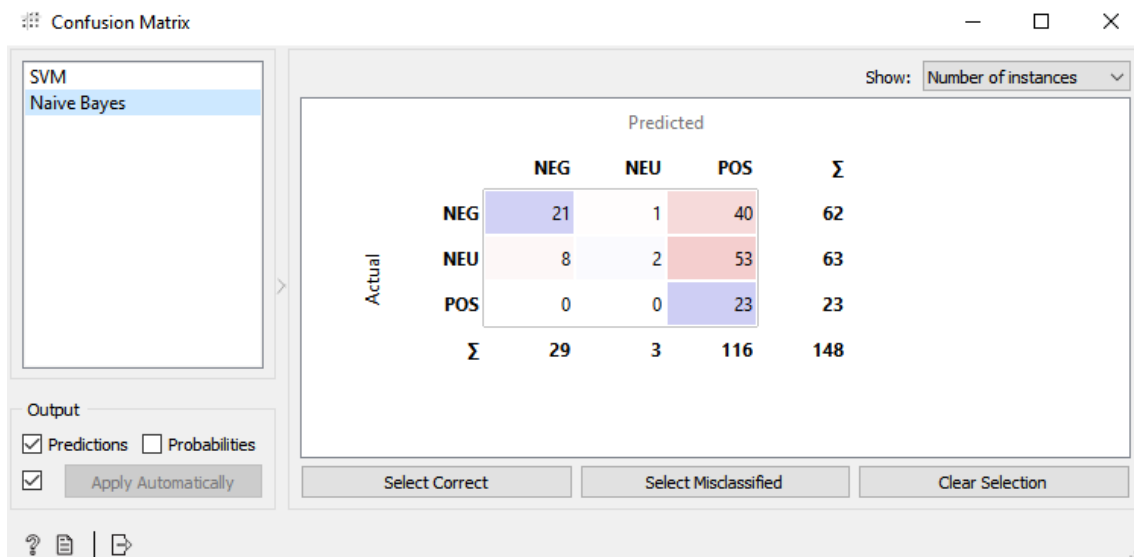 Confusion Matrix
SVM
Naive Bayes
Show: Number of instances
Predicted
NEG NEU POS Σ
NEG 21 1 40 62
Actual
NEU 8 2 53 63
POS 0 0 23 23
Σ 29 3 116 148
Output
Predictions Probabilities
Apply Automatically
Select Correct Select Misclassified Clear Selection